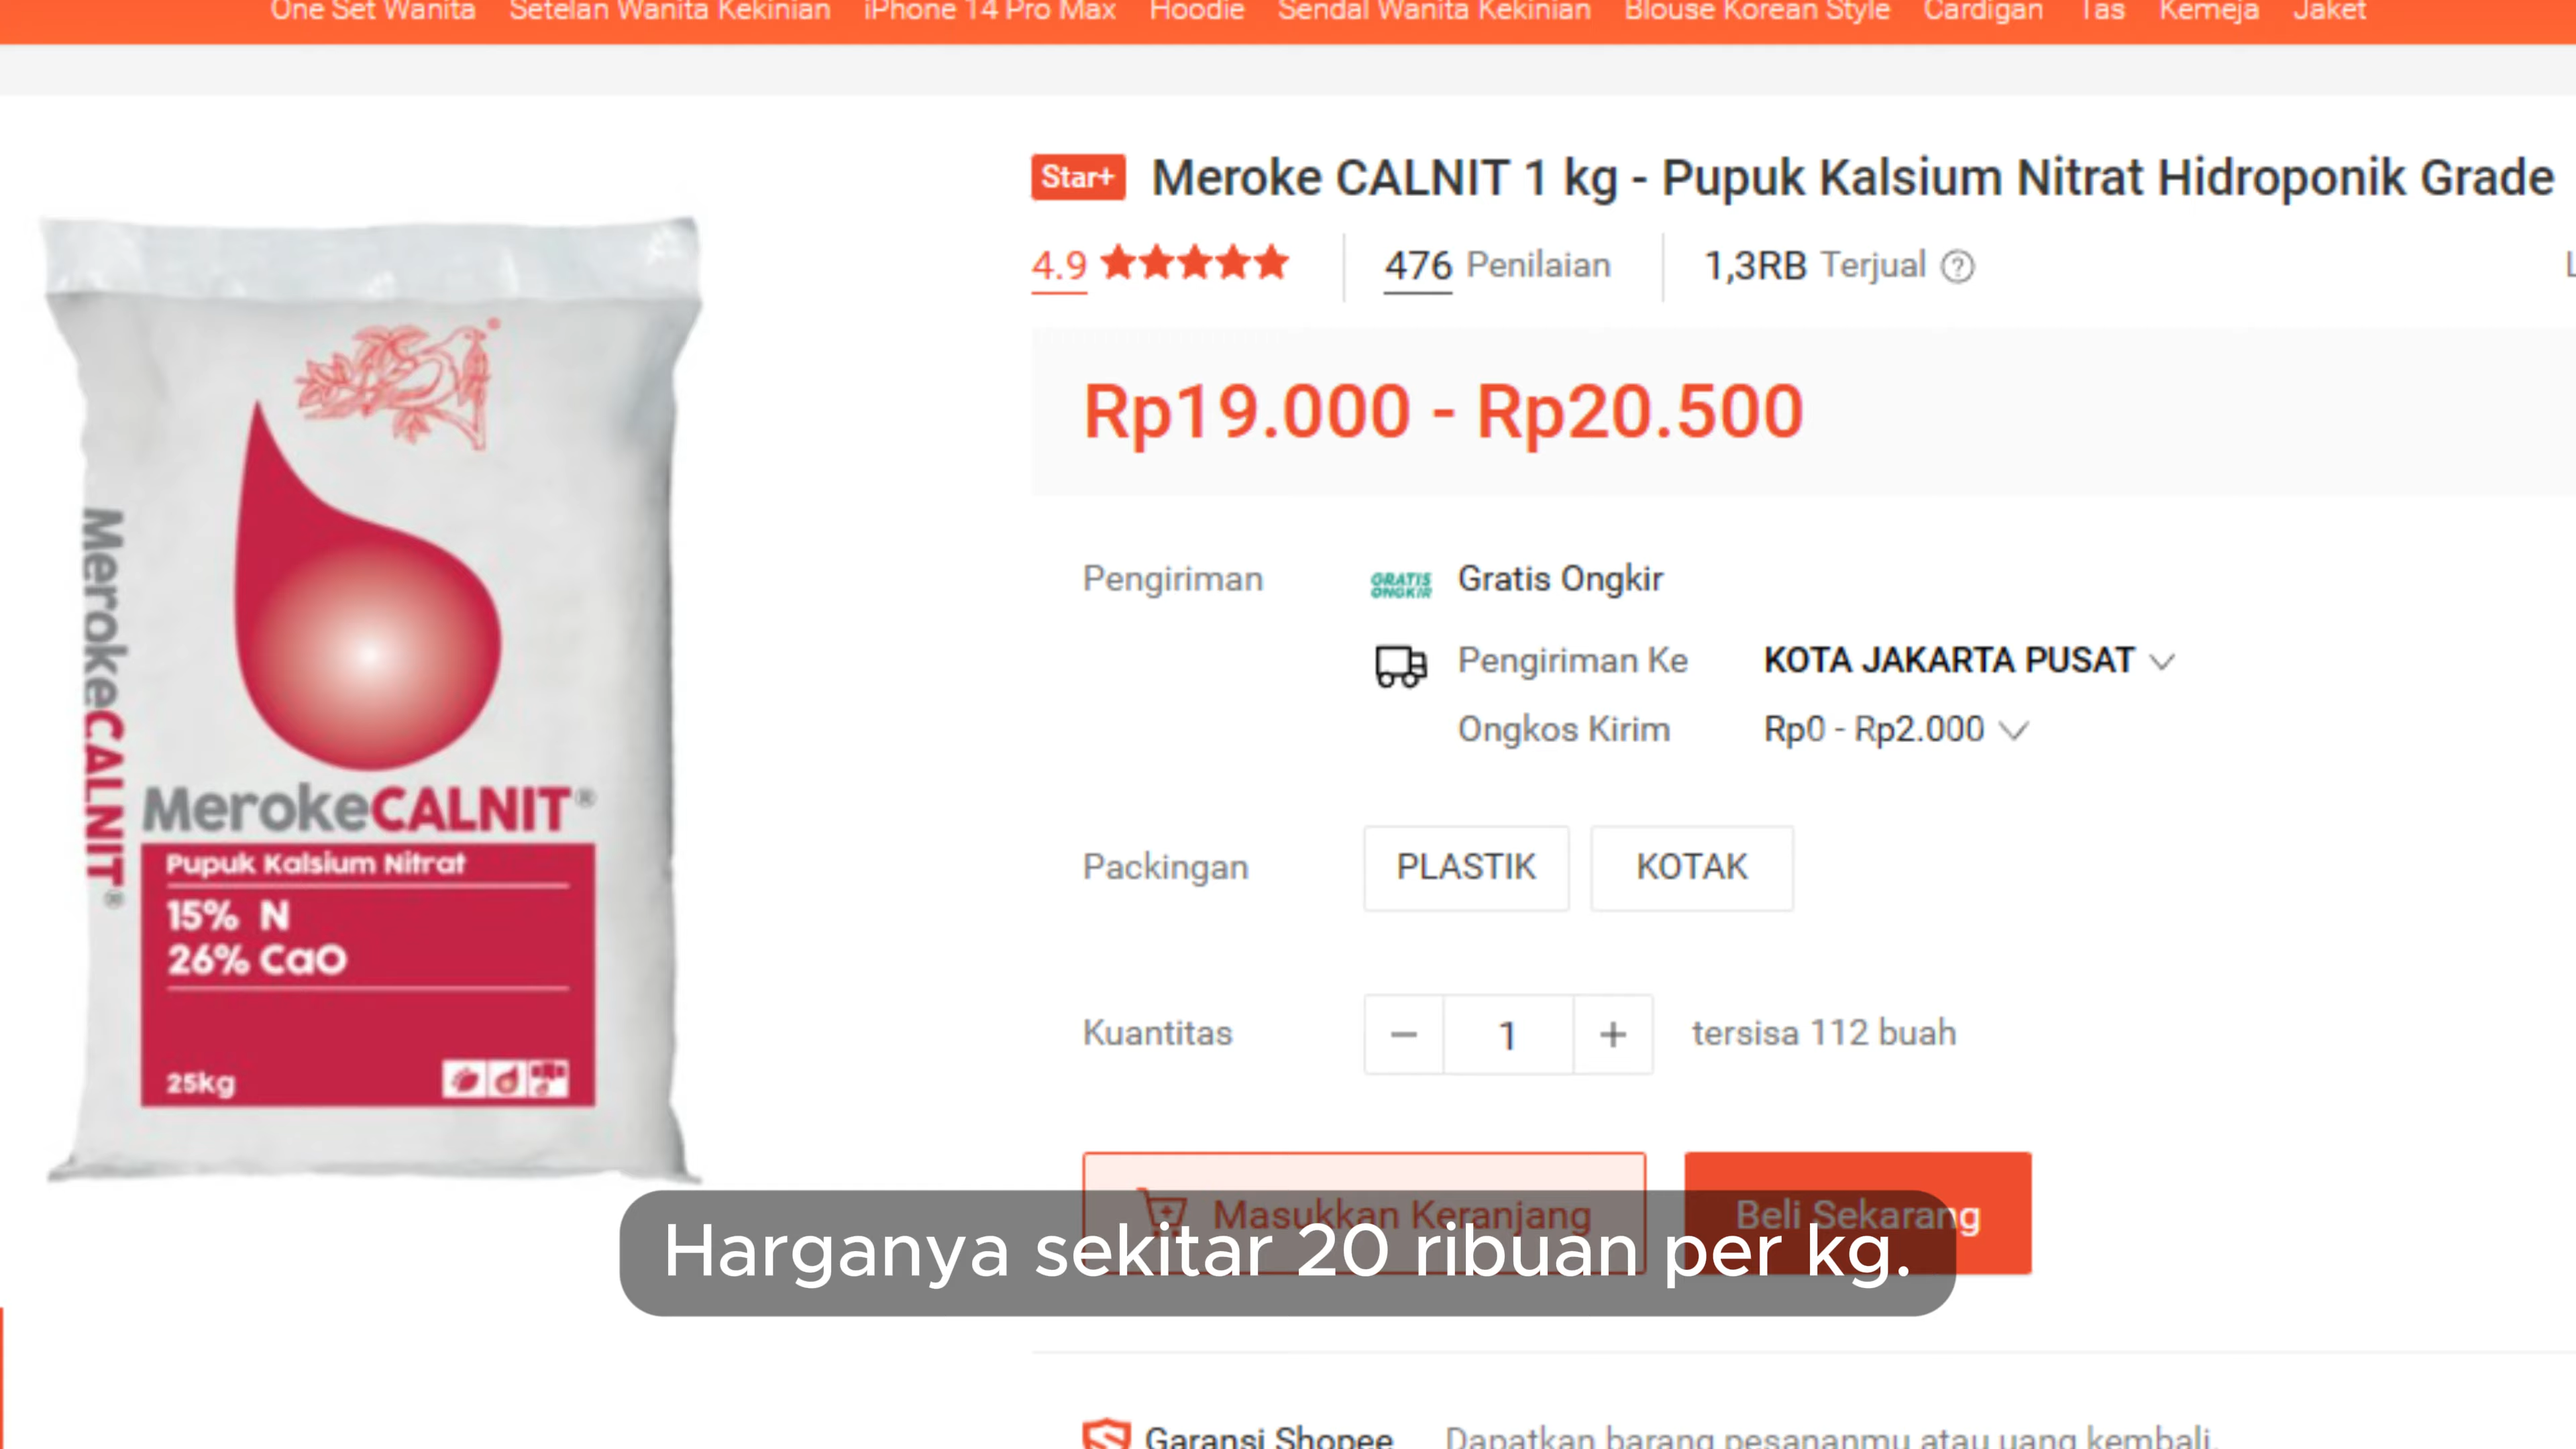 One Set Wanita Setelan Wanita Kekinian iPhone 14 Pro Max Hoodie Sendal Wanita Kekinian Blouse Korean Style Cardigan Tas Kemeja Jaket
Star+ Meroke CALNIT 1 kg - Pupuk Kalsium Nitrat Hidroponik Grade
4.9 476 Penilaian 1,3RB Terjual ?
Rp19.000 - Rp20.500
Pengiriman GRATIS ONGKIR Gratis Ongkir
Pengiriman Ke KOTA JAKARTA PUSAT
Ongkos Kirim Rp0 - Rp2.000
Packingan PLASTIK KOTAK
Kuantitas − 1 + tersisa 112 buah
Masukkan Keranjang Beli Sekarang
MerokeCALNIT®
MerokeCALNIT®
Pupuk Kalsium Nitrat
15% N
26% CaO
25kg
Harganya sekitar 20 ribuan per kg.
Garansi Shopee Dapatkan barang pesananmu atau uang kembali.